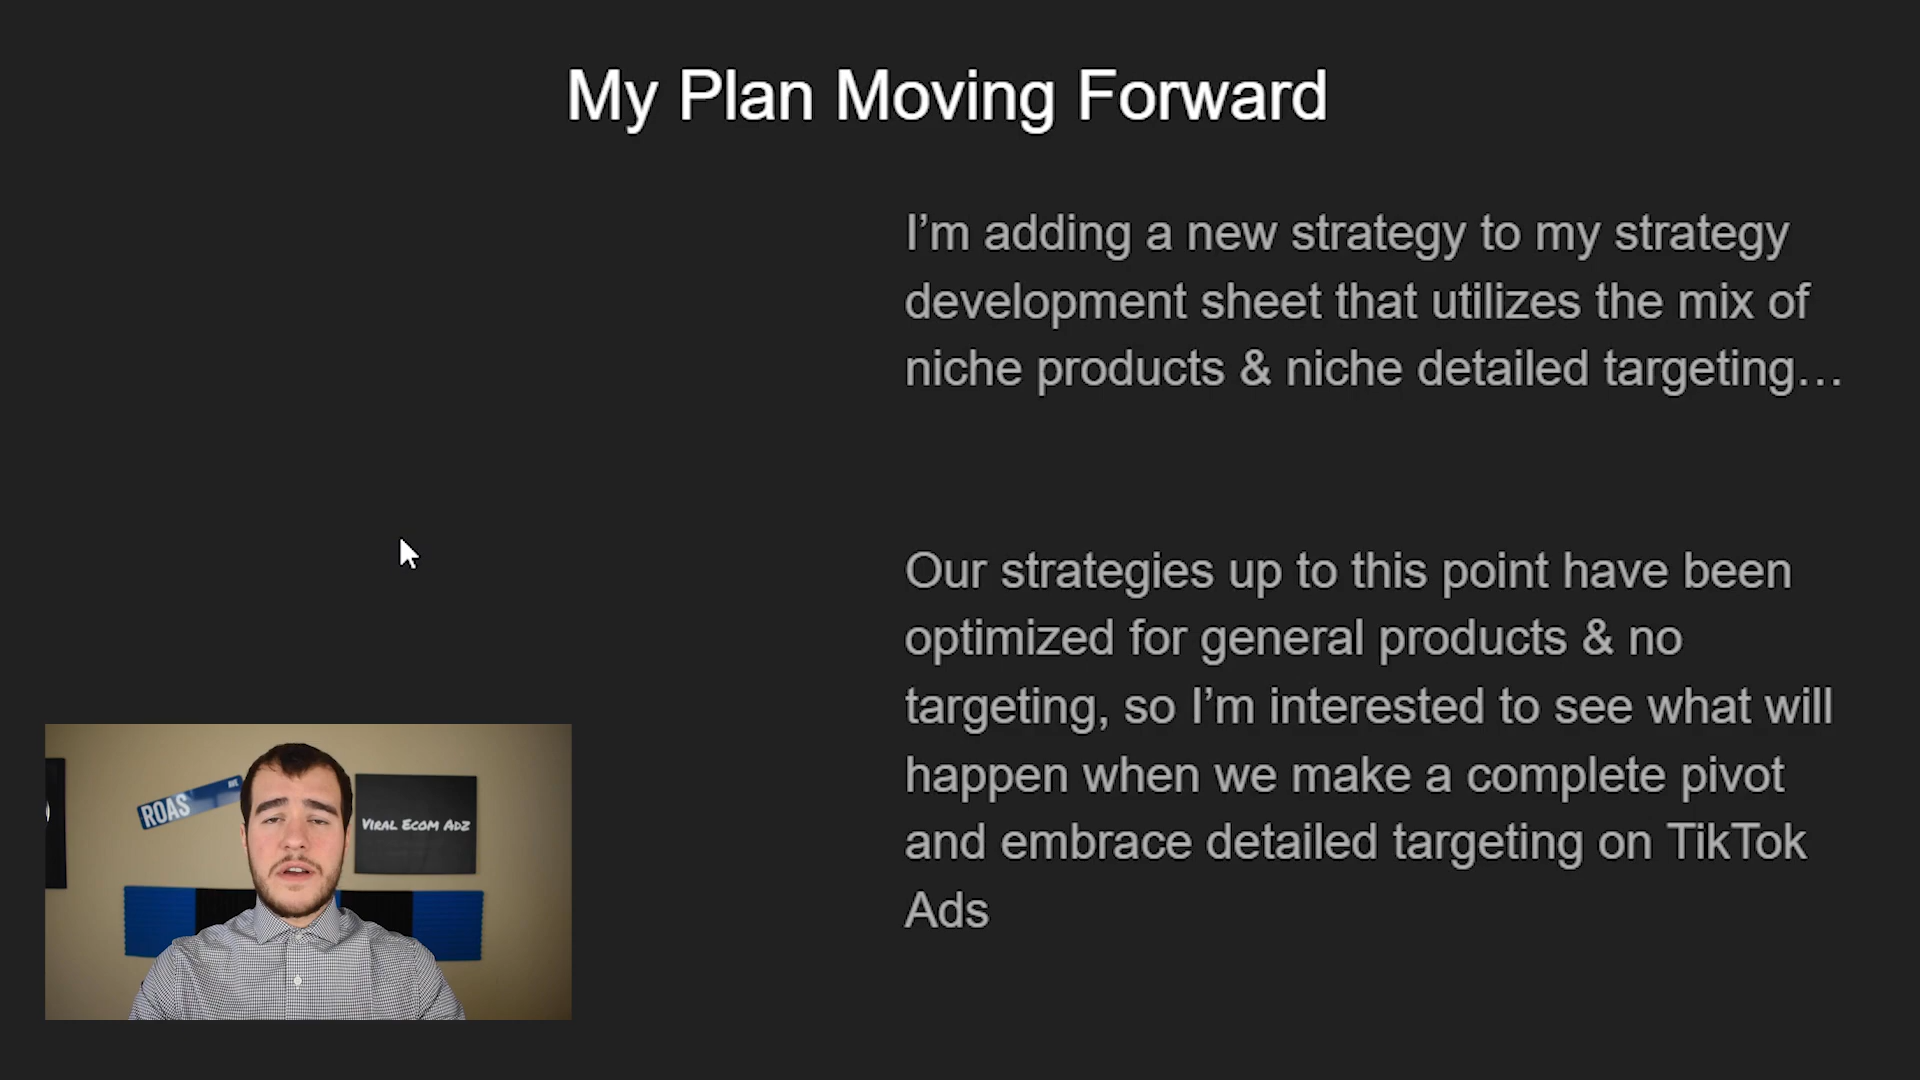 My Plan Moving Forward
I’m adding a new strategy to my strategy
development sheet that utilizes the mix of
niche products & niche detailed targeting…
Our strategies up to this point have been
optimized for general products & no
targeting, so I’m interested to see what will
happen when we make a complete pivot
and embrace detailed targeting on TikTok
Ads
ROAS AVE
VIRAL ECOM ADZ